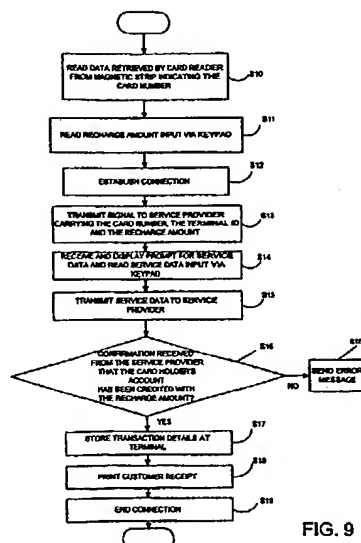 READ DATA RETRIEVED BY CARD READER
FROM MAGNETIC STRIP INDICATING THE
CARD NUMBER
S10
READ RECHARGE AMOUNT INPUT VIA KEYPAD
S11
ESTABLISH CONNECTION
S12
TRANSMIT SIGNAL TO SERVICE PROVIDER
CARRYING THE CARD NUMBER, THE TERMINAL ID
AND THE RECHARGE AMOUNT
S13
RECEIVE AND DISPLAY PROMPT FOR SERVICE
DATA AND READ SERVICE DATA INPUT VIA
KEYPAD
S14
TRANSMIT SERVICE DATA TO SERVICE
PROVIDER
S15
CONFIRMATION RECEIVED
FROM THE SERVICE PROVIDER
THAT THE CARD HOLDER'S
ACCOUNT
HAS BEEN CREDITED WITH
THE RECHARGE AMOUNT?
S16
NO
SEND ERROR
MESSAGE
YES
STORE TRANSACTION DETAILS AT
TERMINAL
S17
PRINT CUSTOMER RECEIPT
S18
END CONNECTION
S19
FIG. 9